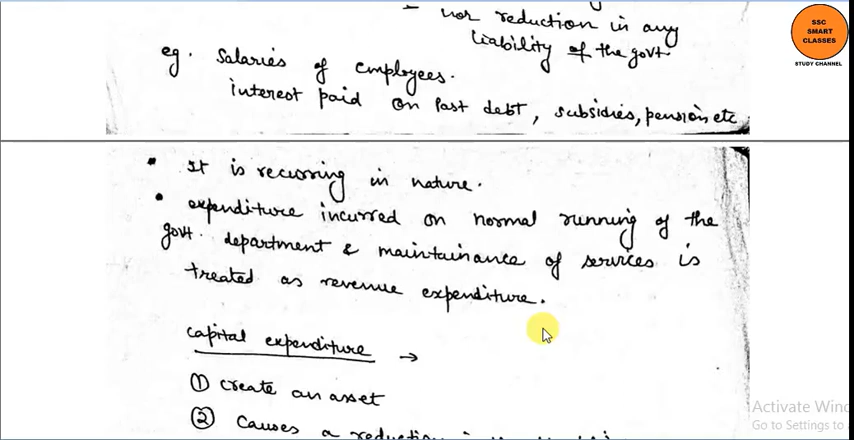 - nor reduction in any
liability of the govt.
eg. Salaries of employees.
interest paid on Past debt, subsidies, pension etc
SSC
SMART
CLASSES
STUDY CHANNEL
• It is recurring in nature.
• expenditure incurred on normal running of the
govt. department & maintainance of services is
treated as revenue expenditure.
Capital expenditure →
① Create an asset
② Causes a reduction in
Activate Wind
Go to Settings to